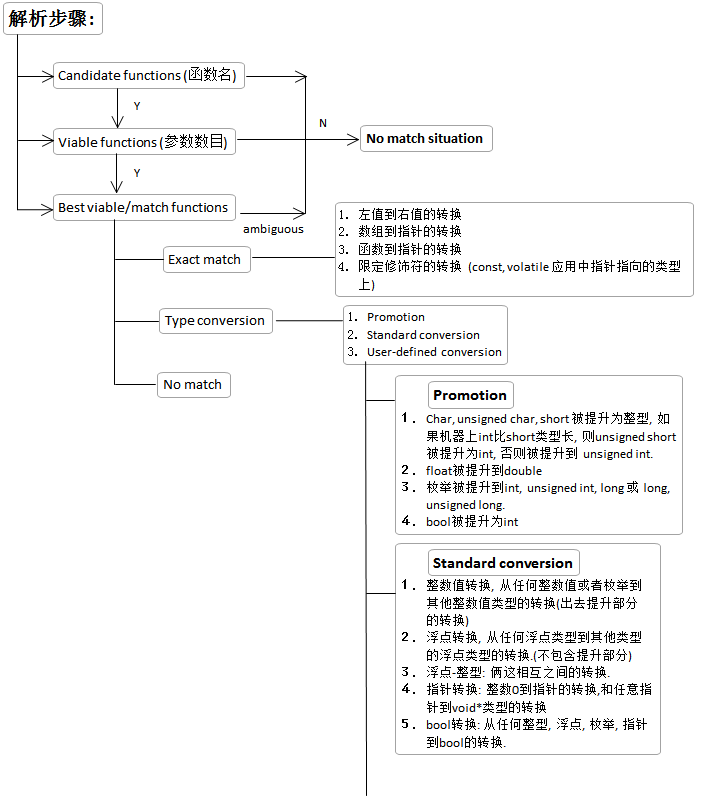 解析步骤:
Candidate functions (函数名)
Y
N
Viable functions (参数数目)
No match situation
Y
Best viable/match functions
ambiguous
1. 左值到右值的转换
2. 数组到指针的转换
3. 函数到指针的转换
4. 限定修饰符的转换 (const, volatile 应用中指针指向的类型
上)
Exact match
Type conversion
1. Promotion
2. Standard conversion
3. User-defined conversion
No match
Promotion
1. Char, unsigned char, short 被提升为整型, 如
果机器上int比short类型长, 则unsigned short
被提升为int, 否则被提升到 unsigned int.
2. float被提升到double
3. 枚举被提升到int, unsigned int, long 或 long,
unsigned long.
4. bool被提升为int
Standard conversion
1. 整数值转换, 从任何整数值或者枚举到
其他整数值类型的转换(出去提升部分
的转换)
2. 浮点转换, 从任何浮点类型到其他类型
的浮点类型的转换.(不包含提升部分)
3. 浮点-整型: 俩这相互之间的转换.
4. 指针转换: 整数0到指针的转换,和任意指
针到void*类型的转换
5. bool转换: 从任何整型, 浮点, 枚举, 指针
到bool的转换.